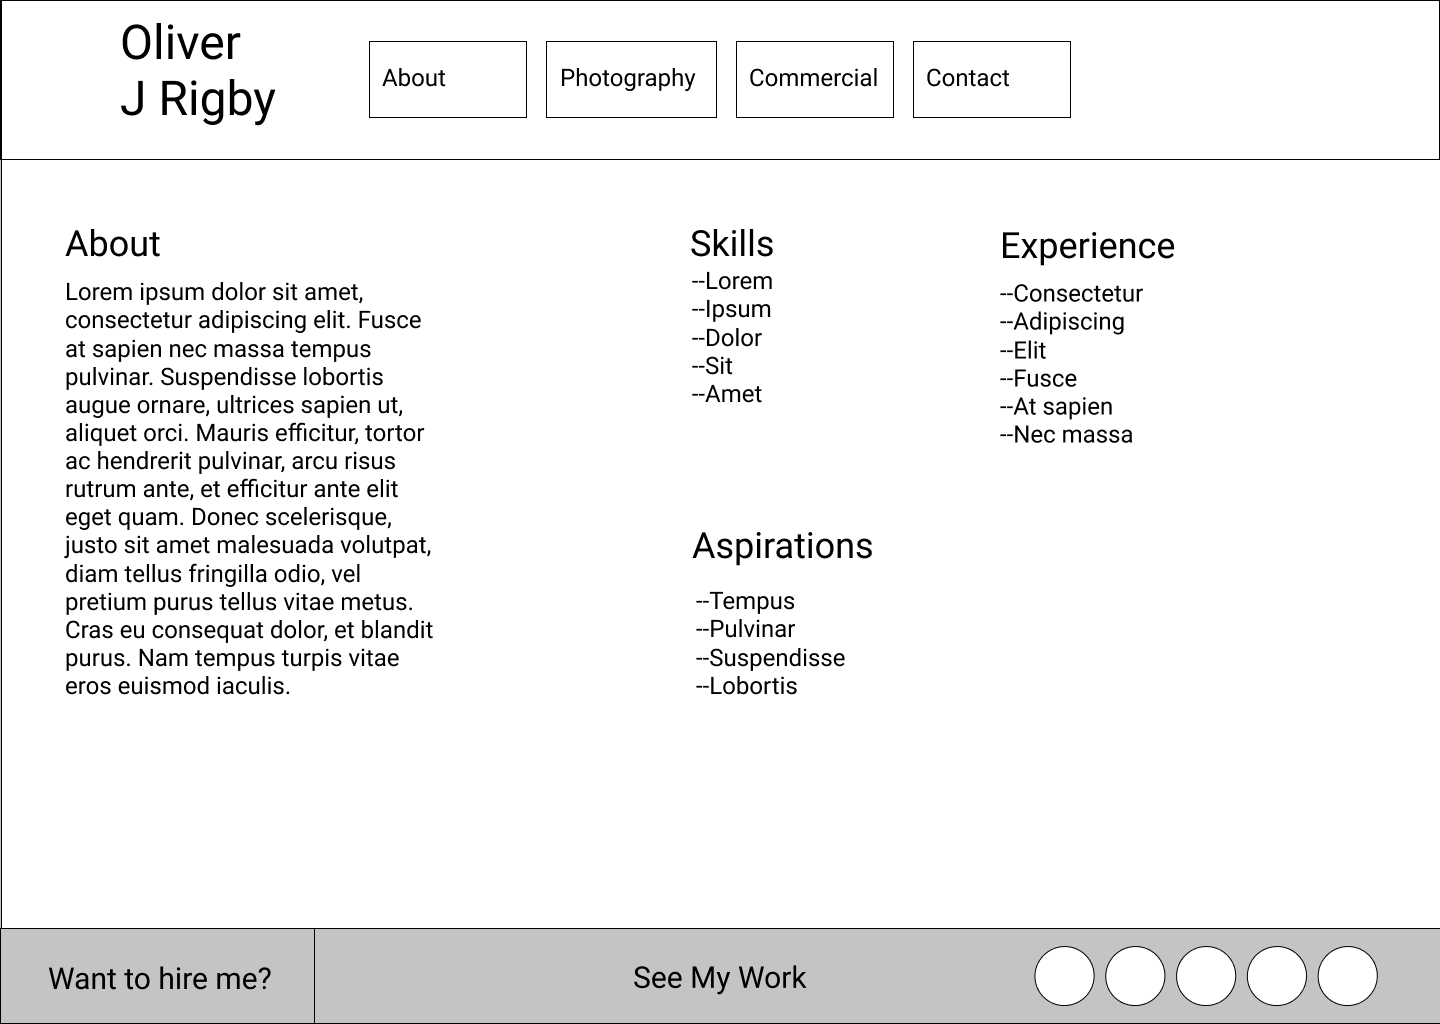 Oliver
J Rigby
About
Photography
Commercial
Contact
About
Lorem ipsum dolor sit amet,
consectetur adipiscing elit. Fusce
at sapien nec massa tempus
pulvinar. Suspendisse lobortis
augue ornare, ultrices sapien ut,
aliquet orci. Mauris efficitur, tortor
ac hendrerit pulvinar, arcu risus
rutrum ante, et efficitur ante elit
eget quam. Donec scelerisque,
justo sit amet malesuada volutpat,
diam tellus fringilla odio, vel
pretium purus tellus vitae metus.
Cras eu consequat dolor, et blandit
purus. Nam tempus turpis vitae
eros euismod iaculis.
Skills
--Lorem
--Ipsum
--Dolor
--Sit
--Amet
Experience
--Consectetur
--Adipiscing
--Elit
--Fusce
--At sapien
--Nec massa
Aspirations
--Tempus
--Pulvinar
--Suspendisse
--Lobortis
Want to hire me?
See My Work